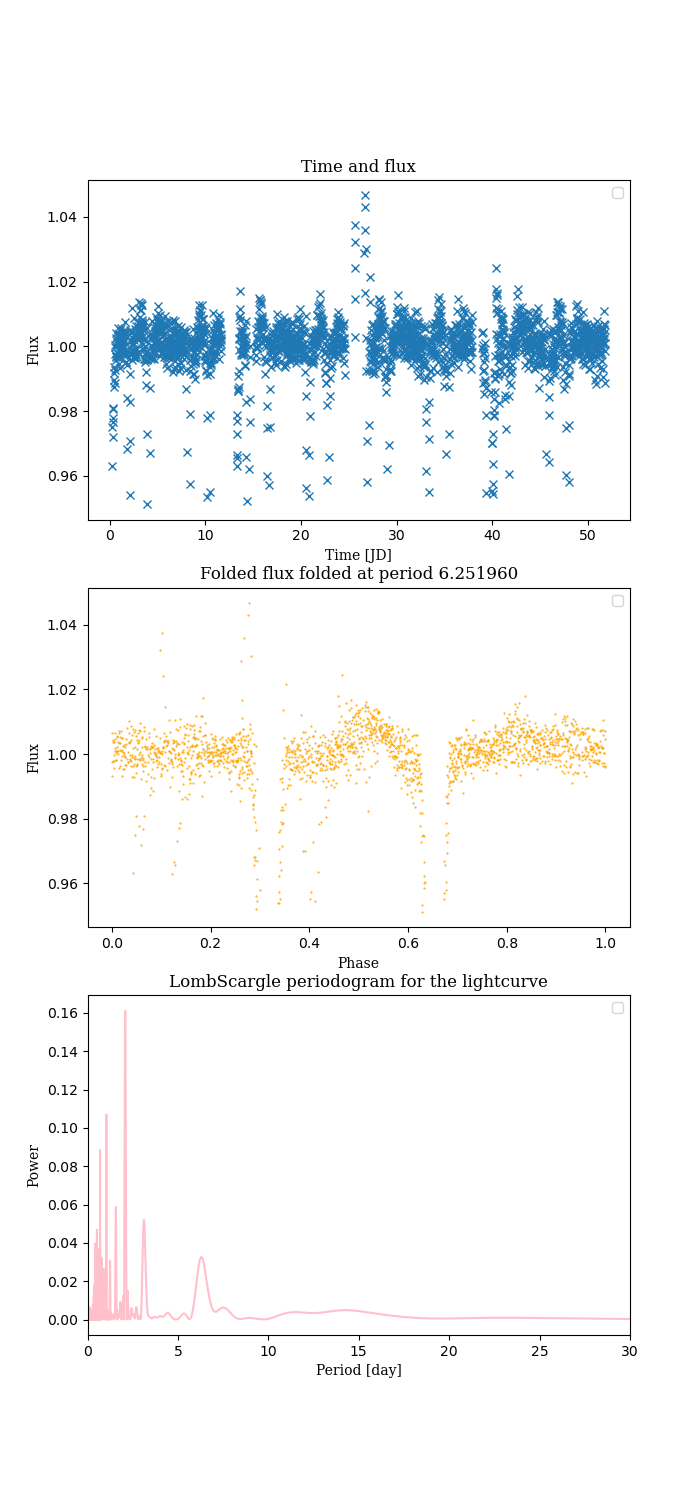 Time and flux
Flux
1.04
1.02
1.00
0.98
0.96
0 10 20 30 40 50
Time [JD]
Folded flux folded at period 6.251960
Flux
1.04
1.02
1.00
0.98
0.96
0.0 0.2 0.4 0.6 0.8 1.0
Phase
LombScargle periodogram for the lightcurve
Power
0.16
0.14
0.12
0.10
0.08
0.06
0.04
0.02
0.00
0 5 10 15 20 25 30
Period [day]